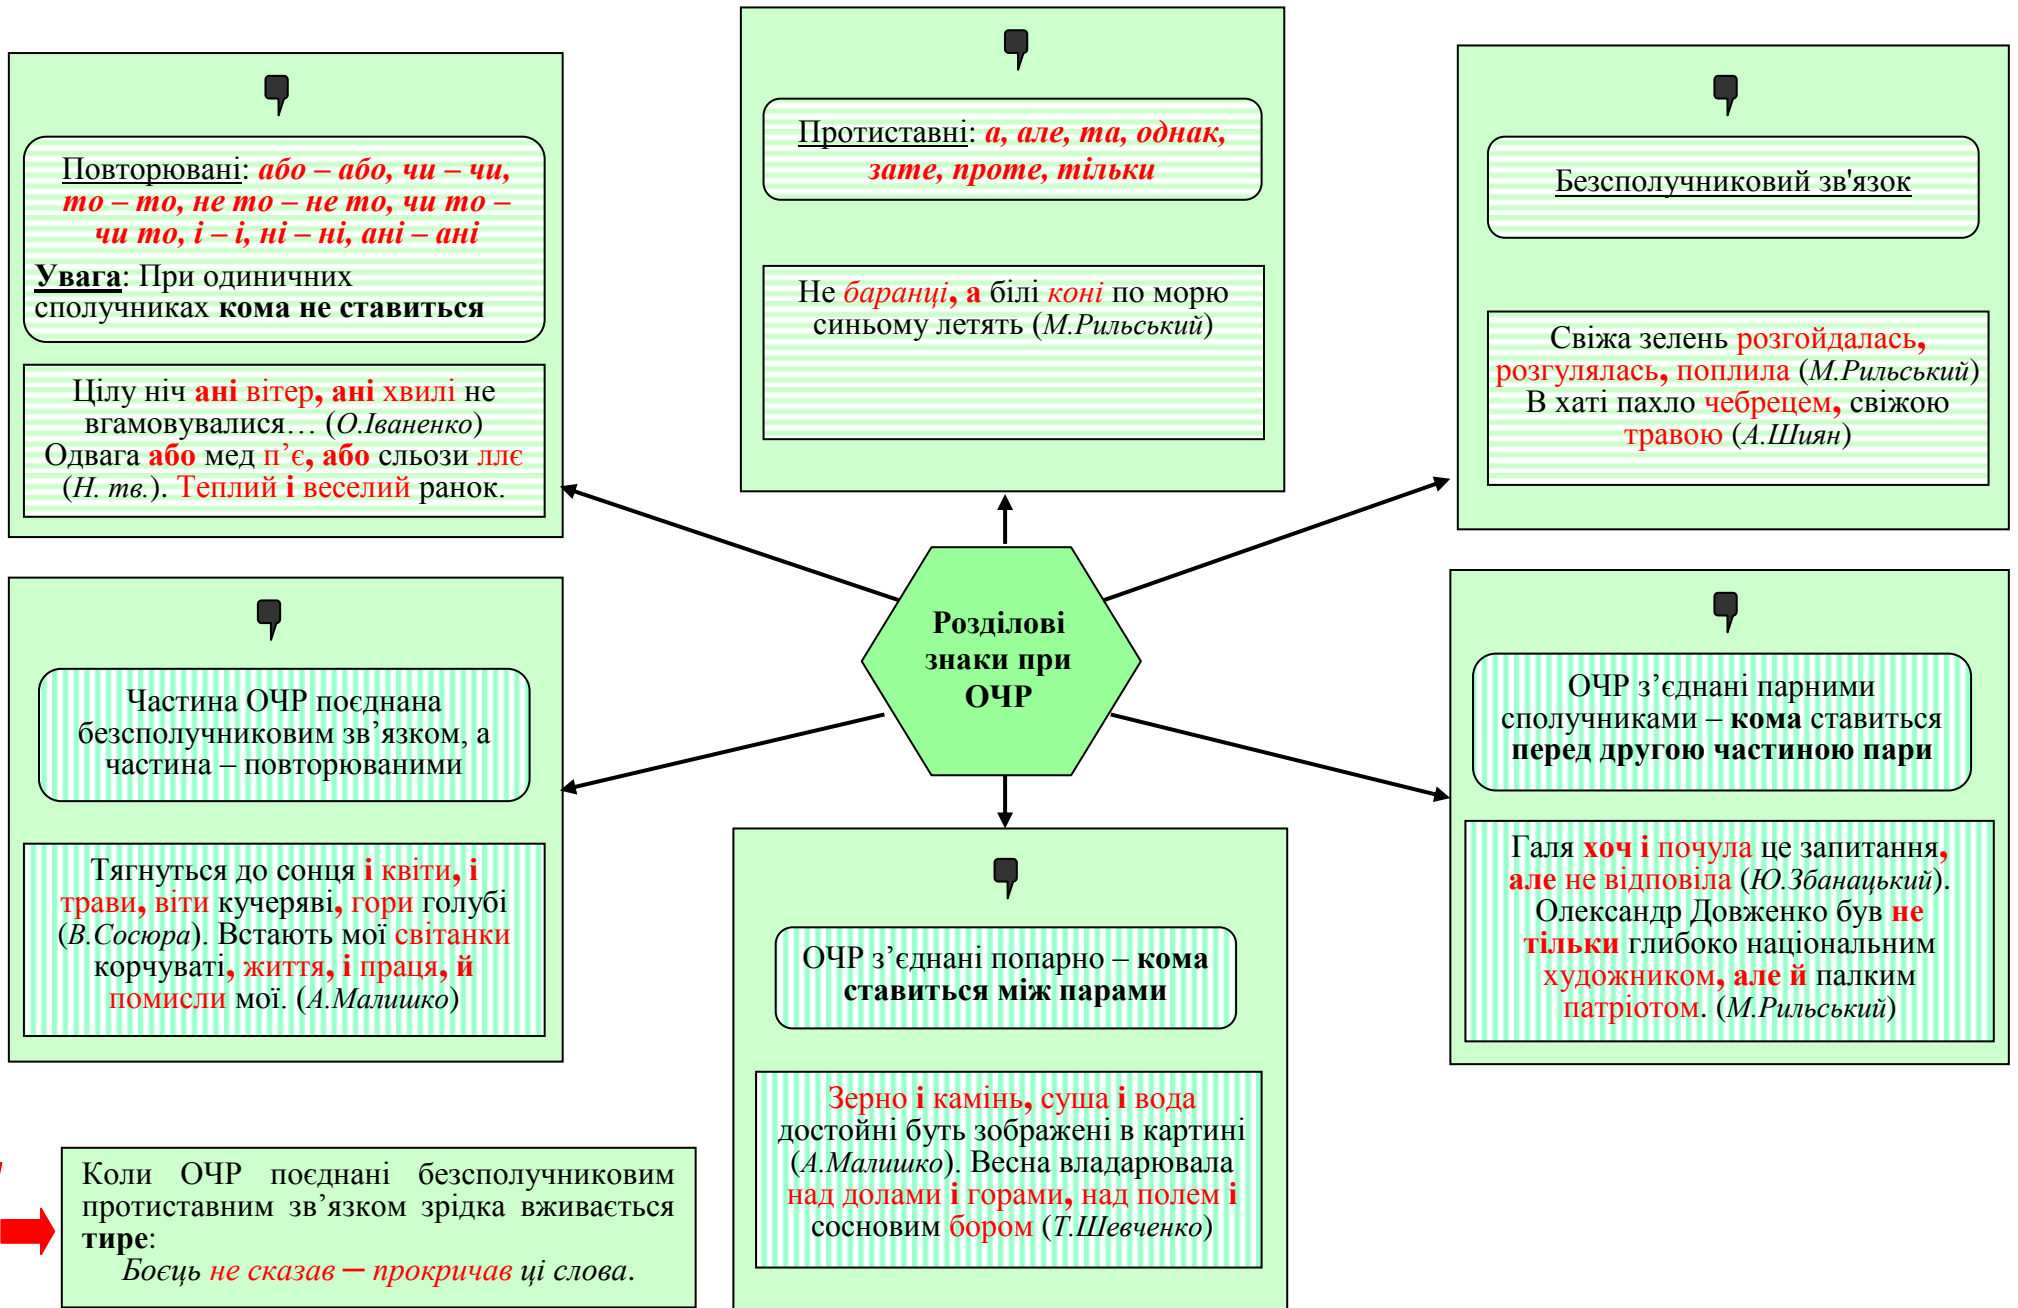 Повторювані: або – або, чи – чи,
то – то, не то – не то, чи то –
чи то, і – і, ні – ні, ані – ані
Увага: При одиничних
сполучниках кома не ставиться
Цілу ніч ані вітер, ані хвилі не
вгамовувалися… (О.Іваненко)
Одвага або мед п’є, або сльози ллє
(Н. тв.). Теплий і веселий ранок.
Протиставні: а, але, та, однак,
зате, проте, тільки
Не баранці, а білі коні по морю
синьому летять (М.Рильський)
Безсполучниковий зв'язок
Свіжа зелень розгойдалась,
розгулялась, поплила (М.Рильський)
В хаті пахло чебрецем, свіжою
травою (А.Шиян)
Розділові
знаки при
ОЧР
Частина ОЧР поєднана
безсполучниковим зв’язком, а
частина – повторюваними
Тягнуться до сонця і квіти, і
трави, віти кучеряві, гори голубі
(В.Сосюра). Встають мої світанки
корчуваті, життя, і праця, й
помисли мої. (А.Малишко)
ОЧР з’єднані попарно – кома
ставиться між парами
Зерно і камінь, суша і вода
достойні буть зображені в картині
(А.Малишко). Весна владарювала
над долами і горами, над полем і
сосновим бором (Т.Шевченко)
ОЧР з’єднані парними
сполучниками – кома ставиться
перед другою частиною пари
Галя хоч і почула це запитання,
але не відповіла (Ю.Збанацький).
Олександр Довженко був не
тільки глибоко національним
художником, але й палким
патріотом. (М.Рильський)
Коли ОЧР поєднані безсполучниковим
протиставним зв’язком зрідка вживається
тире:
Боєць не сказав – прокричав ці слова.